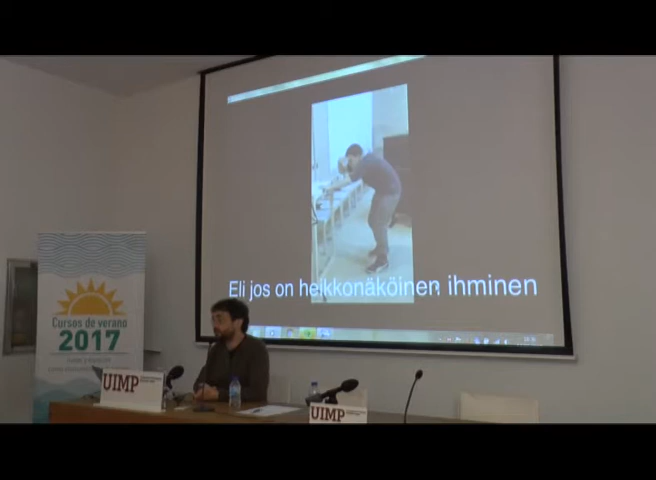 Eli jos on heikkonäköinen ihminen
Cursos de verano
2017
UIMP
UIMP